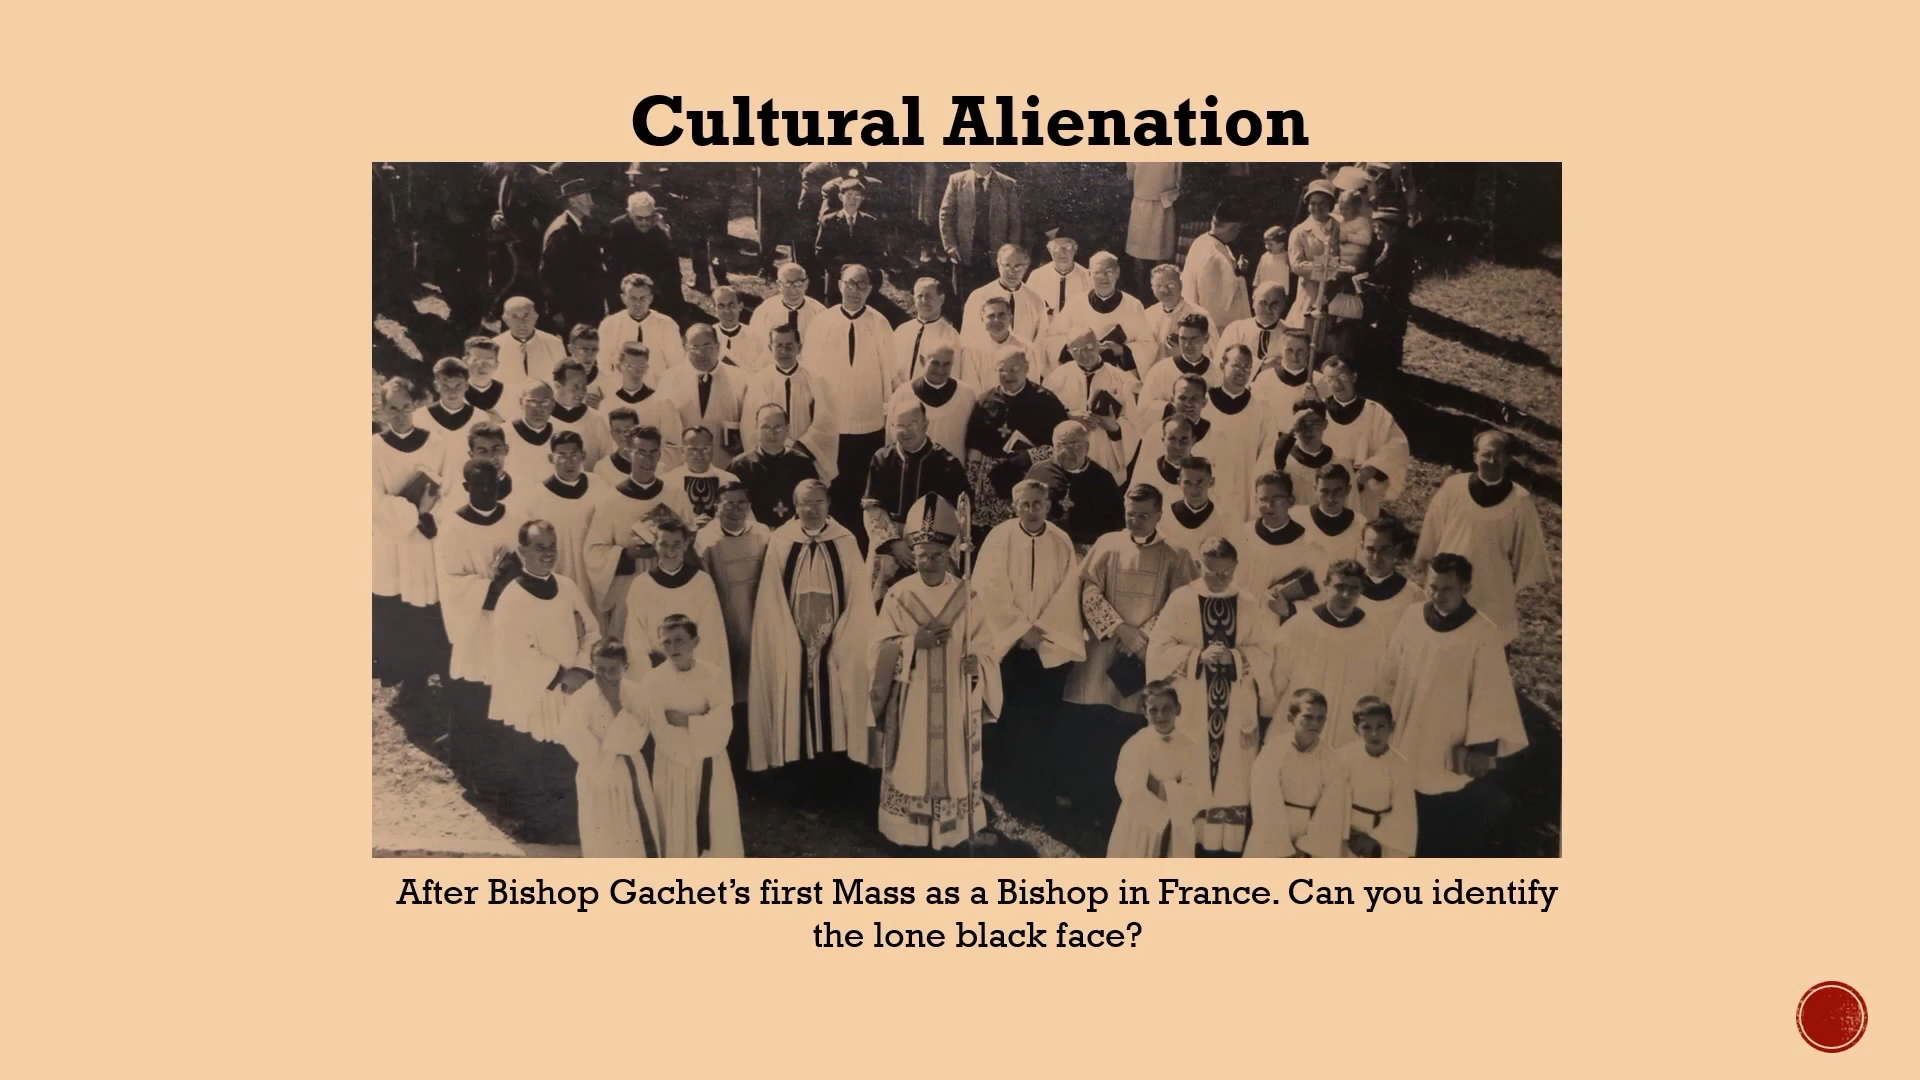 Cultural Alienation
After Bishop Gachet’s first Mass as a Bishop in France. Can you identify
the lone black face?